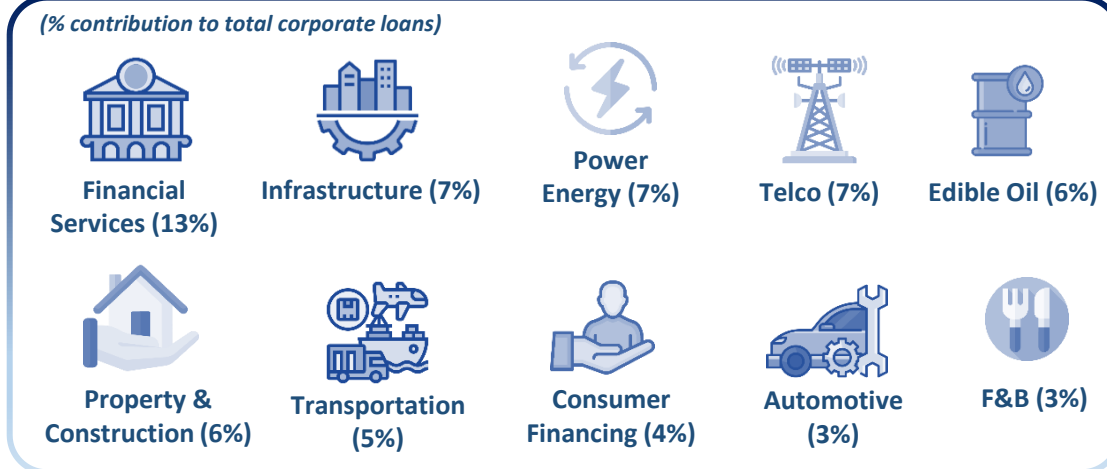 (% contribution to total corporate loans)
Financial
Services (13%)
Infrastructure (7%)
Power
Energy (7%)
Telco (7%)
Edible Oil (6%)
Property &
Construction (6%)
Transportation
(5%)
Consumer
Financing (4%)
Automotive
(3%)
F&B (3%)